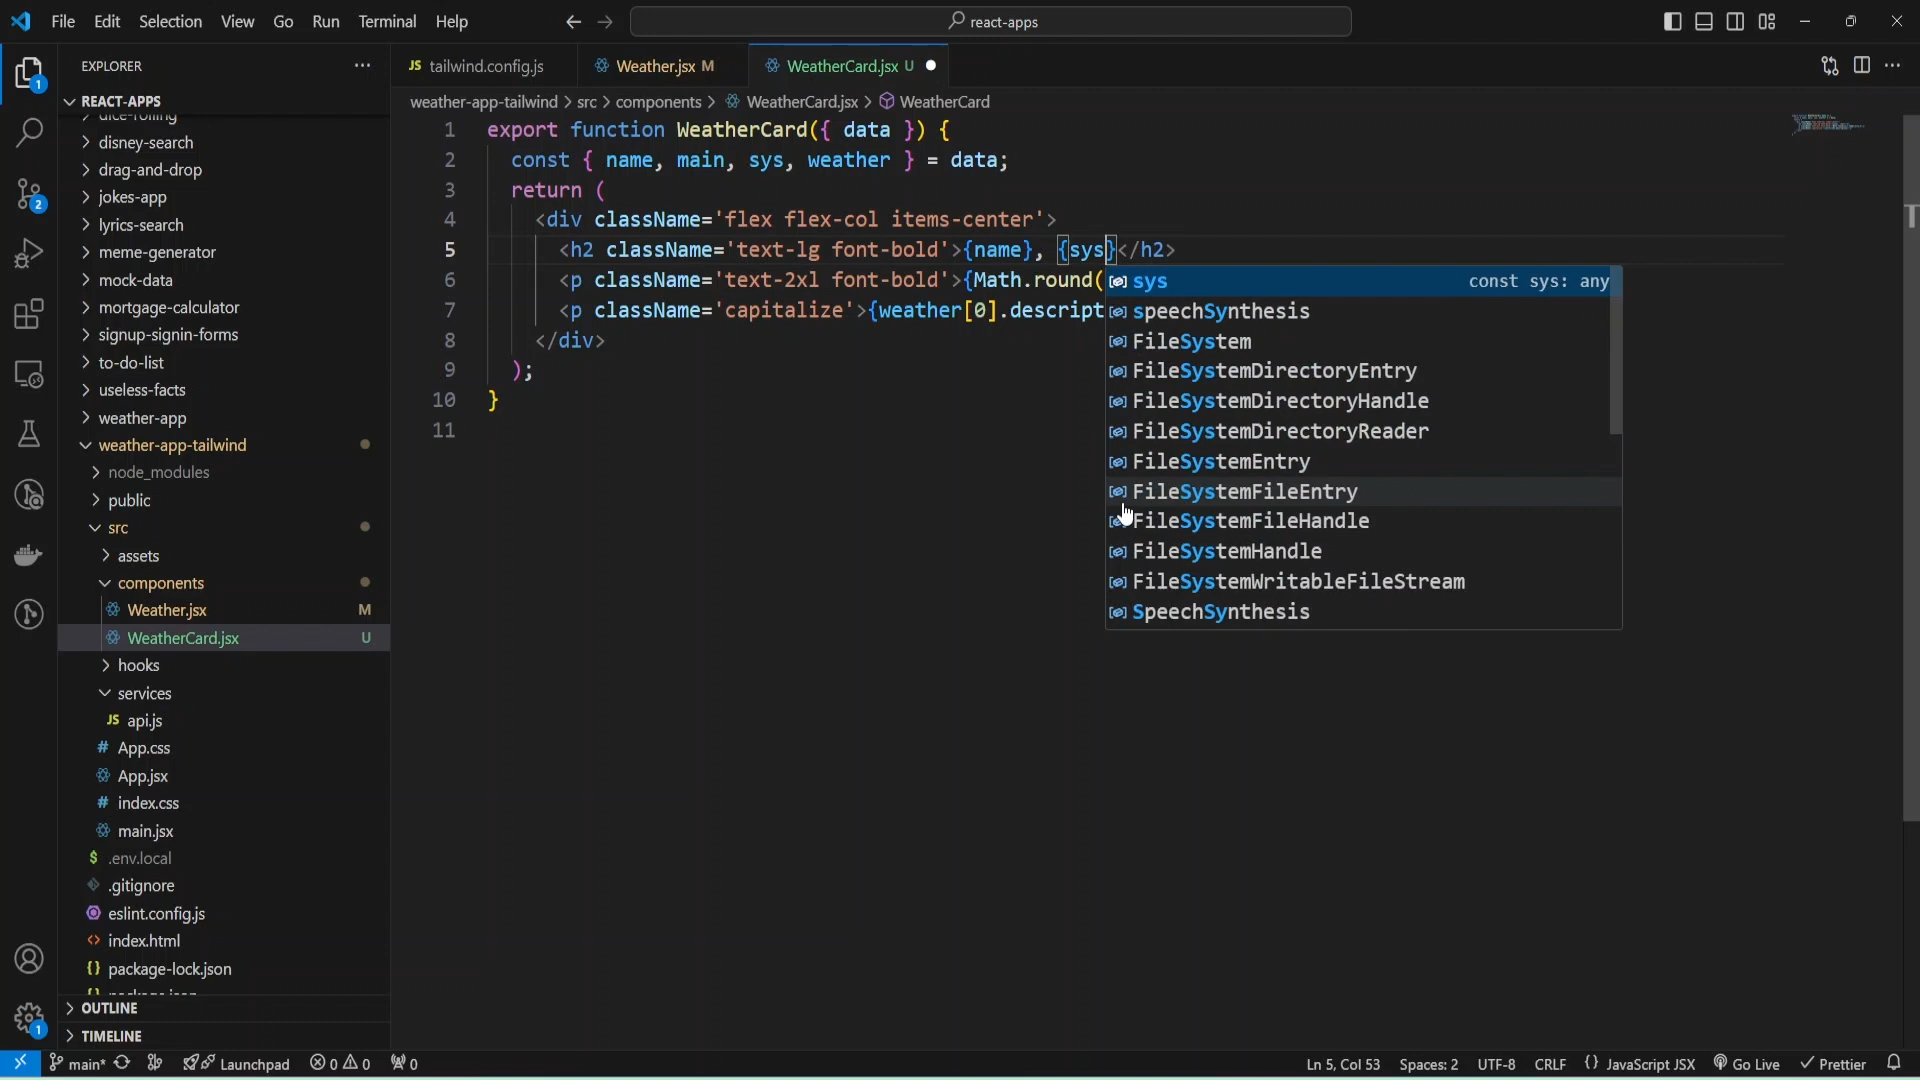 File Edit Selection View Go Run Terminal Help
react-apps
EXPLORER
REACT-APPS
dice-rolling
disney-search
drag-and-drop
jokes-app
lyrics-search
meme-generator
mock-data
mortgage-calculator
signup-signin-forms
to-do-list
useless-facts
weather-app
weather-app-tailwind
node_modules
public
src
assets
components
Weather.jsx M
WeatherCard.jsx U
hooks
services
JS api.js
# App.css
App.jsx
# index.css
main.jsx
$ .env.local
.gitignore
eslint.config.js
<> index.html
{} package-lock.json
OUTLINE
TIMELINE
1
2
1
JS tailwind.config.js
Weather.jsx M
WeatherCard.jsx U
weather-app-tailwind > src > components > WeatherCard.jsx > WeatherCard
1 export function WeatherCard({ data }) {
2 const { name, main, sys, weather } = data;
3 return (
4 <div className='flex flex-col items-center'>
5 <h2 className='text-lg font-bold'>{name}, {sys}</h2>
6 <p className='text-2xl font-bold'>{Math.round(
7 <p className='capitalize'>{weather[0].descript
8 </div>
9 );
10 }
11
sys const sys: any
speechSynthesis
FileSystem
FileSystemDirectoryEntry
FileSystemDirectoryHandle
FileSystemDirectoryReader
FileSystemEntry
FileSystemFileEntry
FileSystemFileHandle
FileSystemHandle
FileSystemWritableFileStream
SpeechSynthesis
main* Launchpad 0 0 0 Ln 5, Col 53 Spaces: 2 UTF-8 CRLF {} JavaScript JSX Go Live Prettier